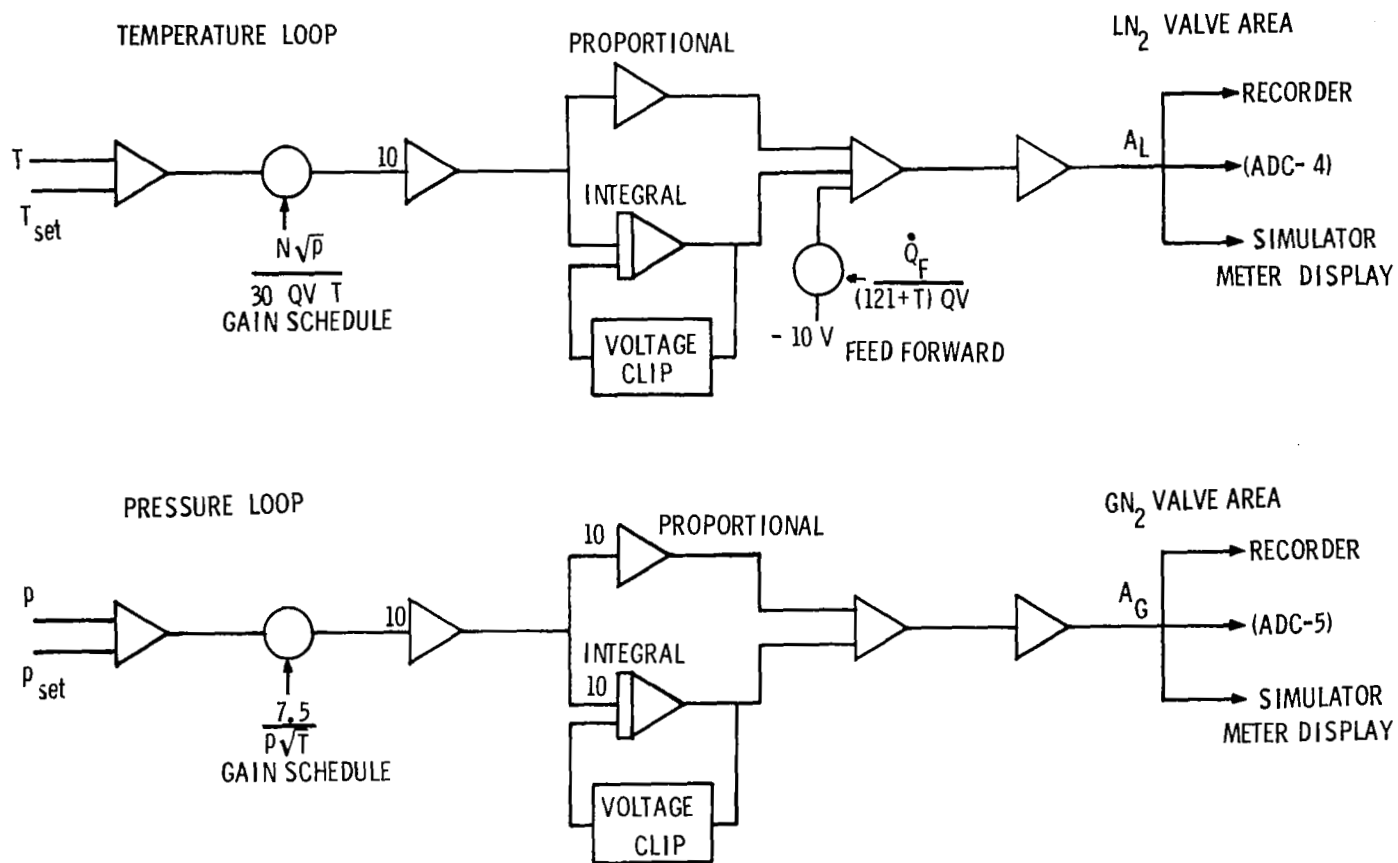 TEMPERATURE LOOP
PROPORTIONAL
LN2 VALVE AREA
RECORDER
T
Tset
10
AL
(ADC-4)
INTEGRAL
N√p
30 QV T
GAIN SCHEDULE
Q̇F
(121+T) QV
-10 V
FEED FORWARD
SIMULATOR
METER DISPLAY
VOLTAGE
CLIP
PRESSURE LOOP
PROPORTIONAL
GN2 VALVE AREA
10
RECORDER
p
pset
10
AG
(ADC-5)
INTEGRAL
10
7.5
p√T
GAIN SCHEDULE
SIMULATOR
METER DISPLAY
VOLTAGE
CLIP